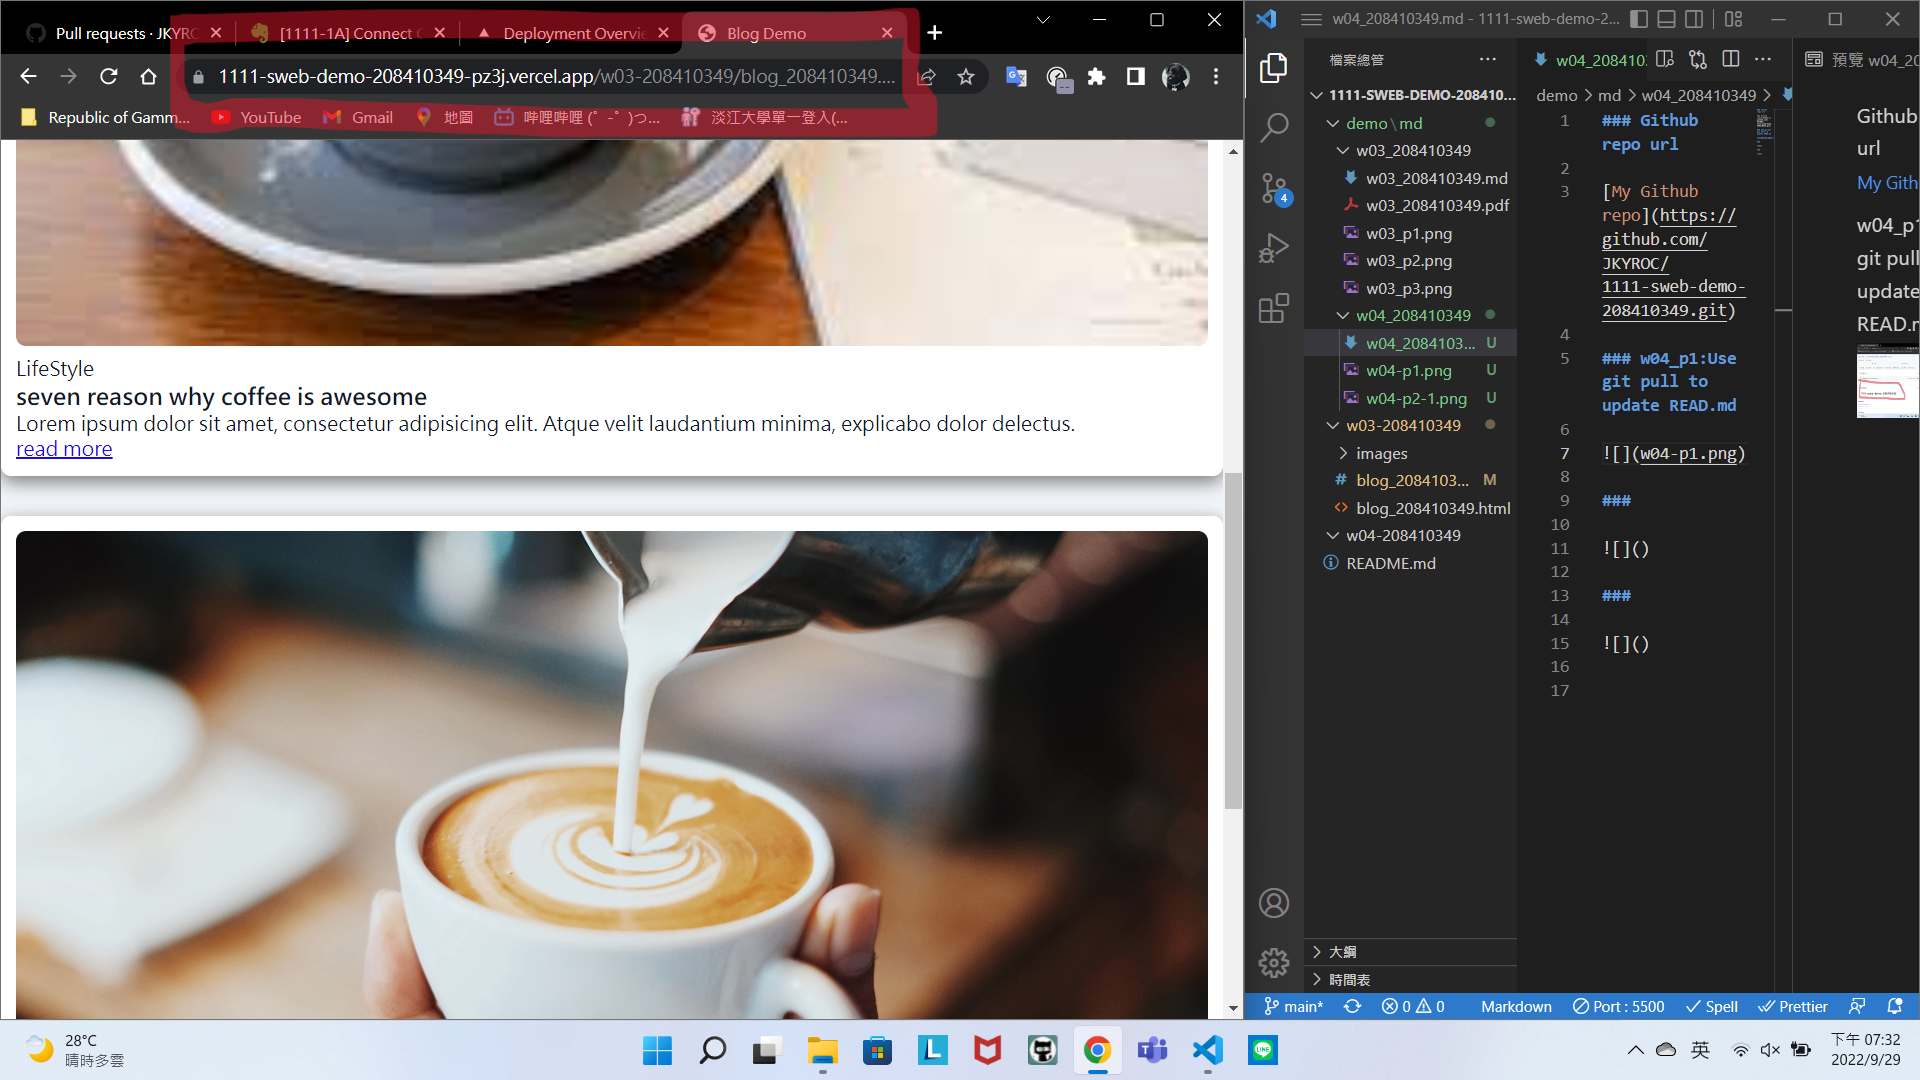 Pull requests · JKYRC
[1111-1A] Connect
Deployment Overvie
Blog Demo
1111-sweb-demo-208410349-pz3j.vercel.app/w03-208410349/blog_208410349....
Republic of Gamm...
YouTube
Gmail
地圖
哔哩哔哩 (゜-゜)つ...
淡江大學單一登入(...
LifeStyle
seven reason why coffee is awesome
Lorem ipsum dolor sit amet, consectetur adipisicing elit. Atque velit laudantium minima, explicabo dolor delectus.
read more
w04_208410349.md - 1111-sweb-demo-2...
檔案總管
1111-SWEB-DEMO-208410...
demo\md
w03_208410349
w03_208410349.md
w03_208410349.pdf
w03_p1.png
w03_p2.png
w03_p3.png
w04_208410349
w04_2084103... U
w04-p1.png U
w04-p2-1.png U
w03-208410349
images
blog_2084103... M
blog_208410349.html
w04-208410349
README.md
大綱
時間表
4
w04_208410
demo > md > w04_208410349 >
1 ### Github
repo url
2
3 [My Github
repo](https://
github.com/
JKYROC/
1111-sweb-demo-
208410349.git)
4
5 ### w04_p1:Use
git pull to
update READ.md
6
7 ![](w04-p1.png)
8
9 ###
10
11 ![]()
12
13 ###
14
15 ![]()
16
17
預覽 w04_20
Github
url
My Gith
w04_p1
git pull
update
READ.m
main* 0 0 Markdown Port : 5500 Spell Prettier
28°C
晴時多雲
英
下午 07:32
2022/9/29